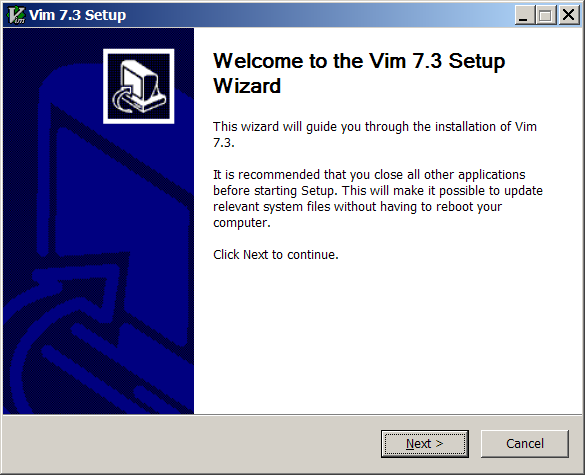 Vim 7.3 Setup
Welcome to the Vim 7.3 Setup
Wizard
This wizard will guide you through the installation of Vim
7.3.
It is recommended that you close all other applications
before starting Setup. This will make it possible to update
relevant system files without having to reboot your
computer.
Click Next to continue.
Next >
Cancel